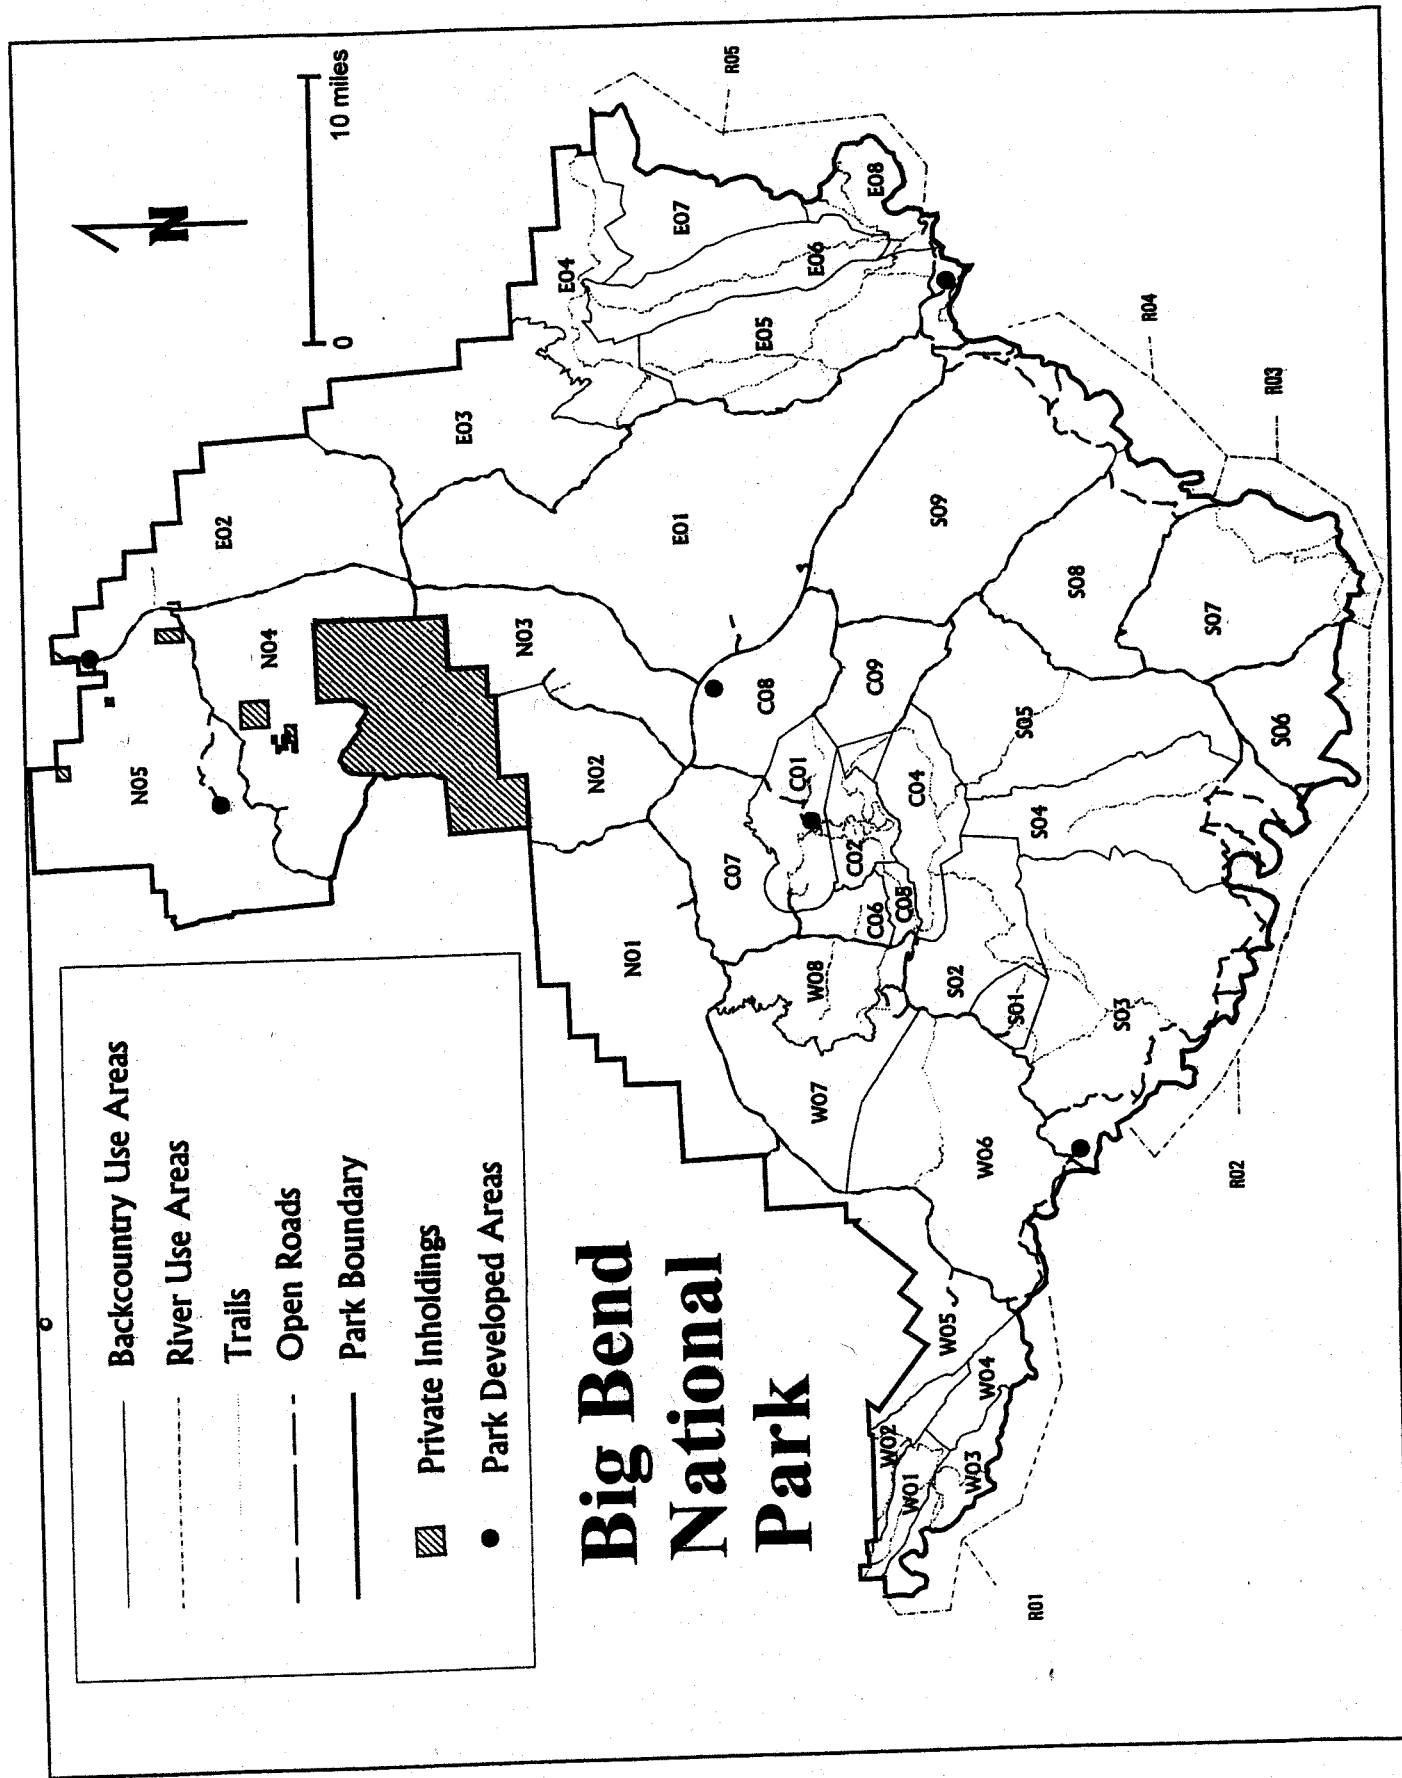 Backcountry Use Areas
River Use Areas
Trails
Open Roads
Park Boundary
Private Inholdings
Park Developed Areas
Big Bend
National
Park
N
0
10 miles
N05
N04
E02
E03
E04
E07
E06
E05
E08
E01
N03
N02
N01
C07
C08
C01
C02
C09
C04
C06
C05
W08
W07
W06
W05
W04
W02
W01
W03
S02
S01
S03
S04
S05
S09
S08
S07
S06
R05
R04
R03
R02
R01